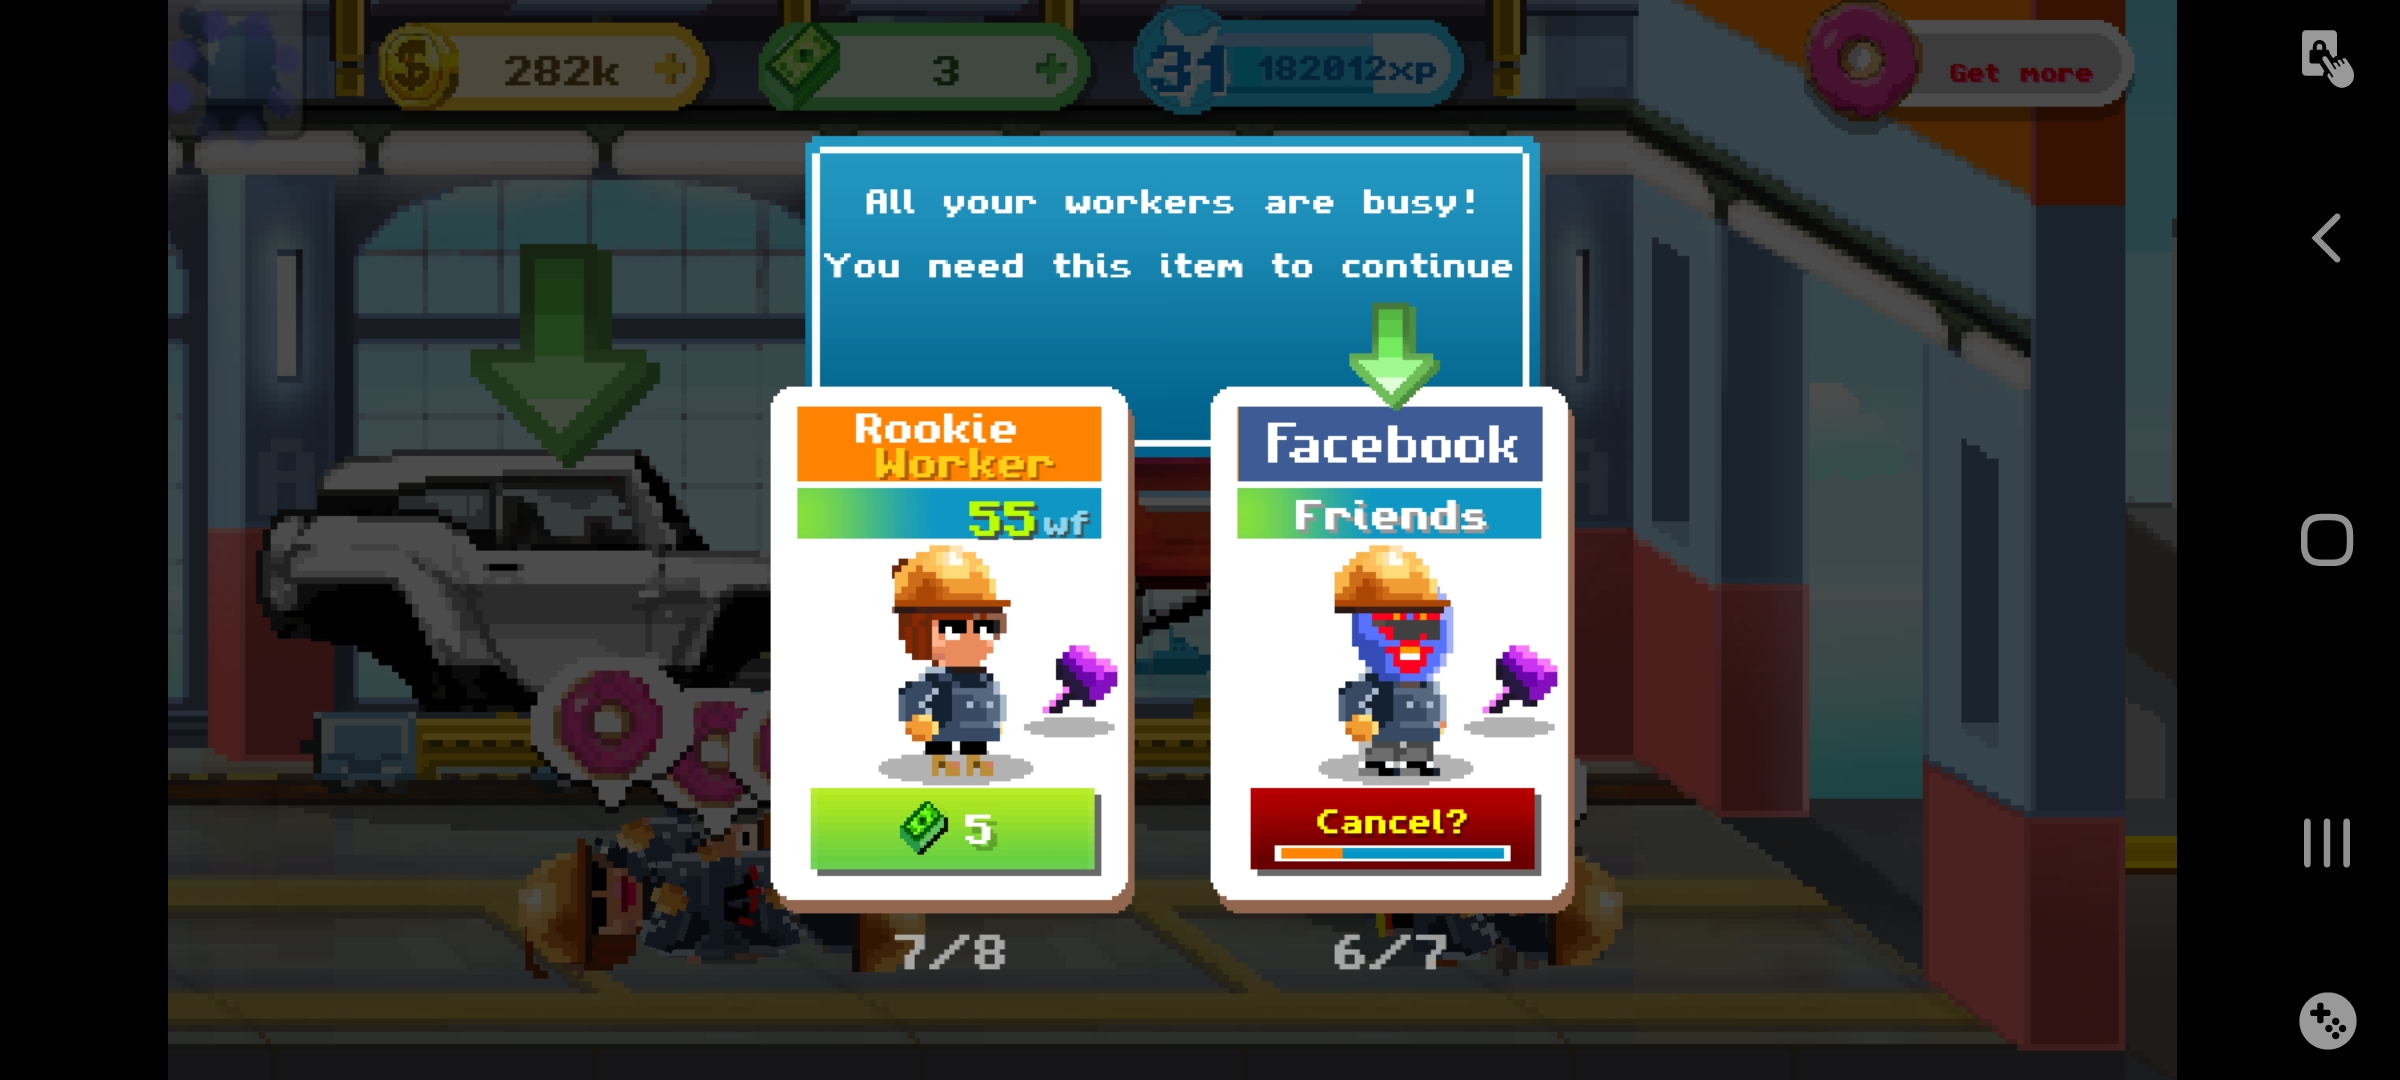 282k
3
31
182012xp
Get more
All your workers are busy!
You need this item to continue
Rookie
Worker
55wf
5
7/8
Facebook
Friends
Cancel?
6/7